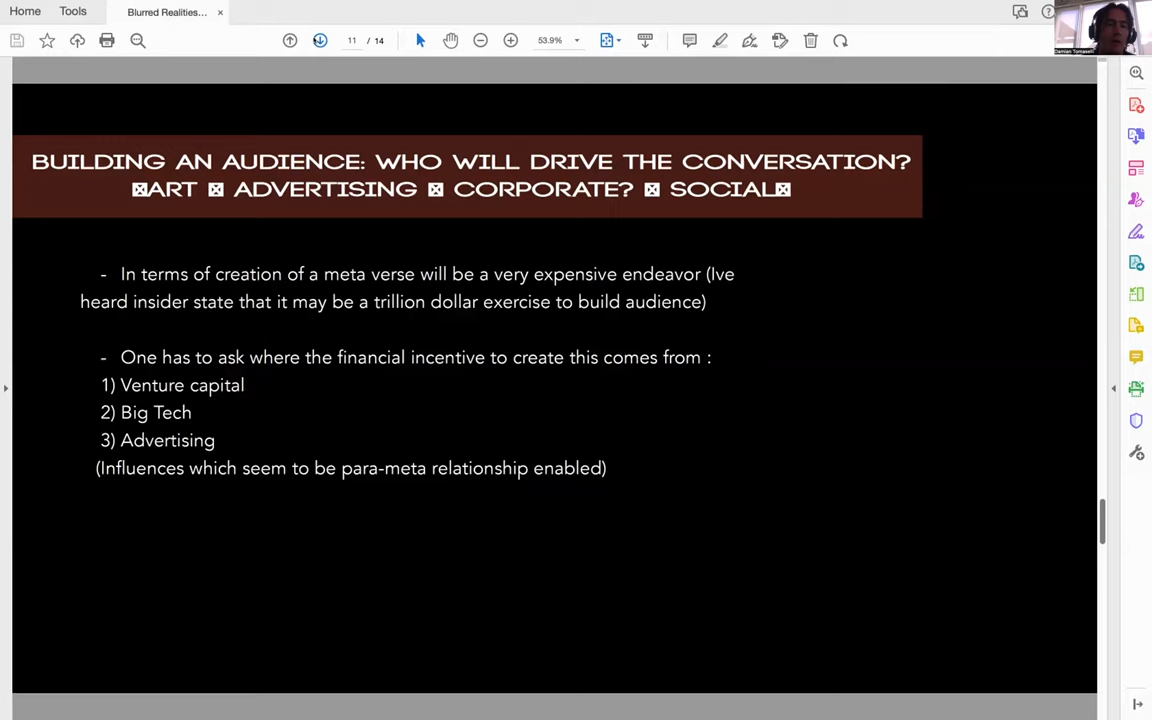 Home Tools Blurred Realities... ×
11 / 14 53.9%
Damian Tomaselli
BUILDING AN AUDIENCE: WHO WILL DRIVE THE CONVERSATION?
ART ADVERTISING CORPORATE? SOCIAL
- In terms of creation of a meta verse will be a very expensive endeavor (Ive
heard insider state that it may be a trillion dollar exercise to build audience)
- One has to ask where the financial incentive to create this comes from :
1) Venture capital
2) Big Tech
3) Advertising
(Influences which seem to be para-meta relationship enabled)